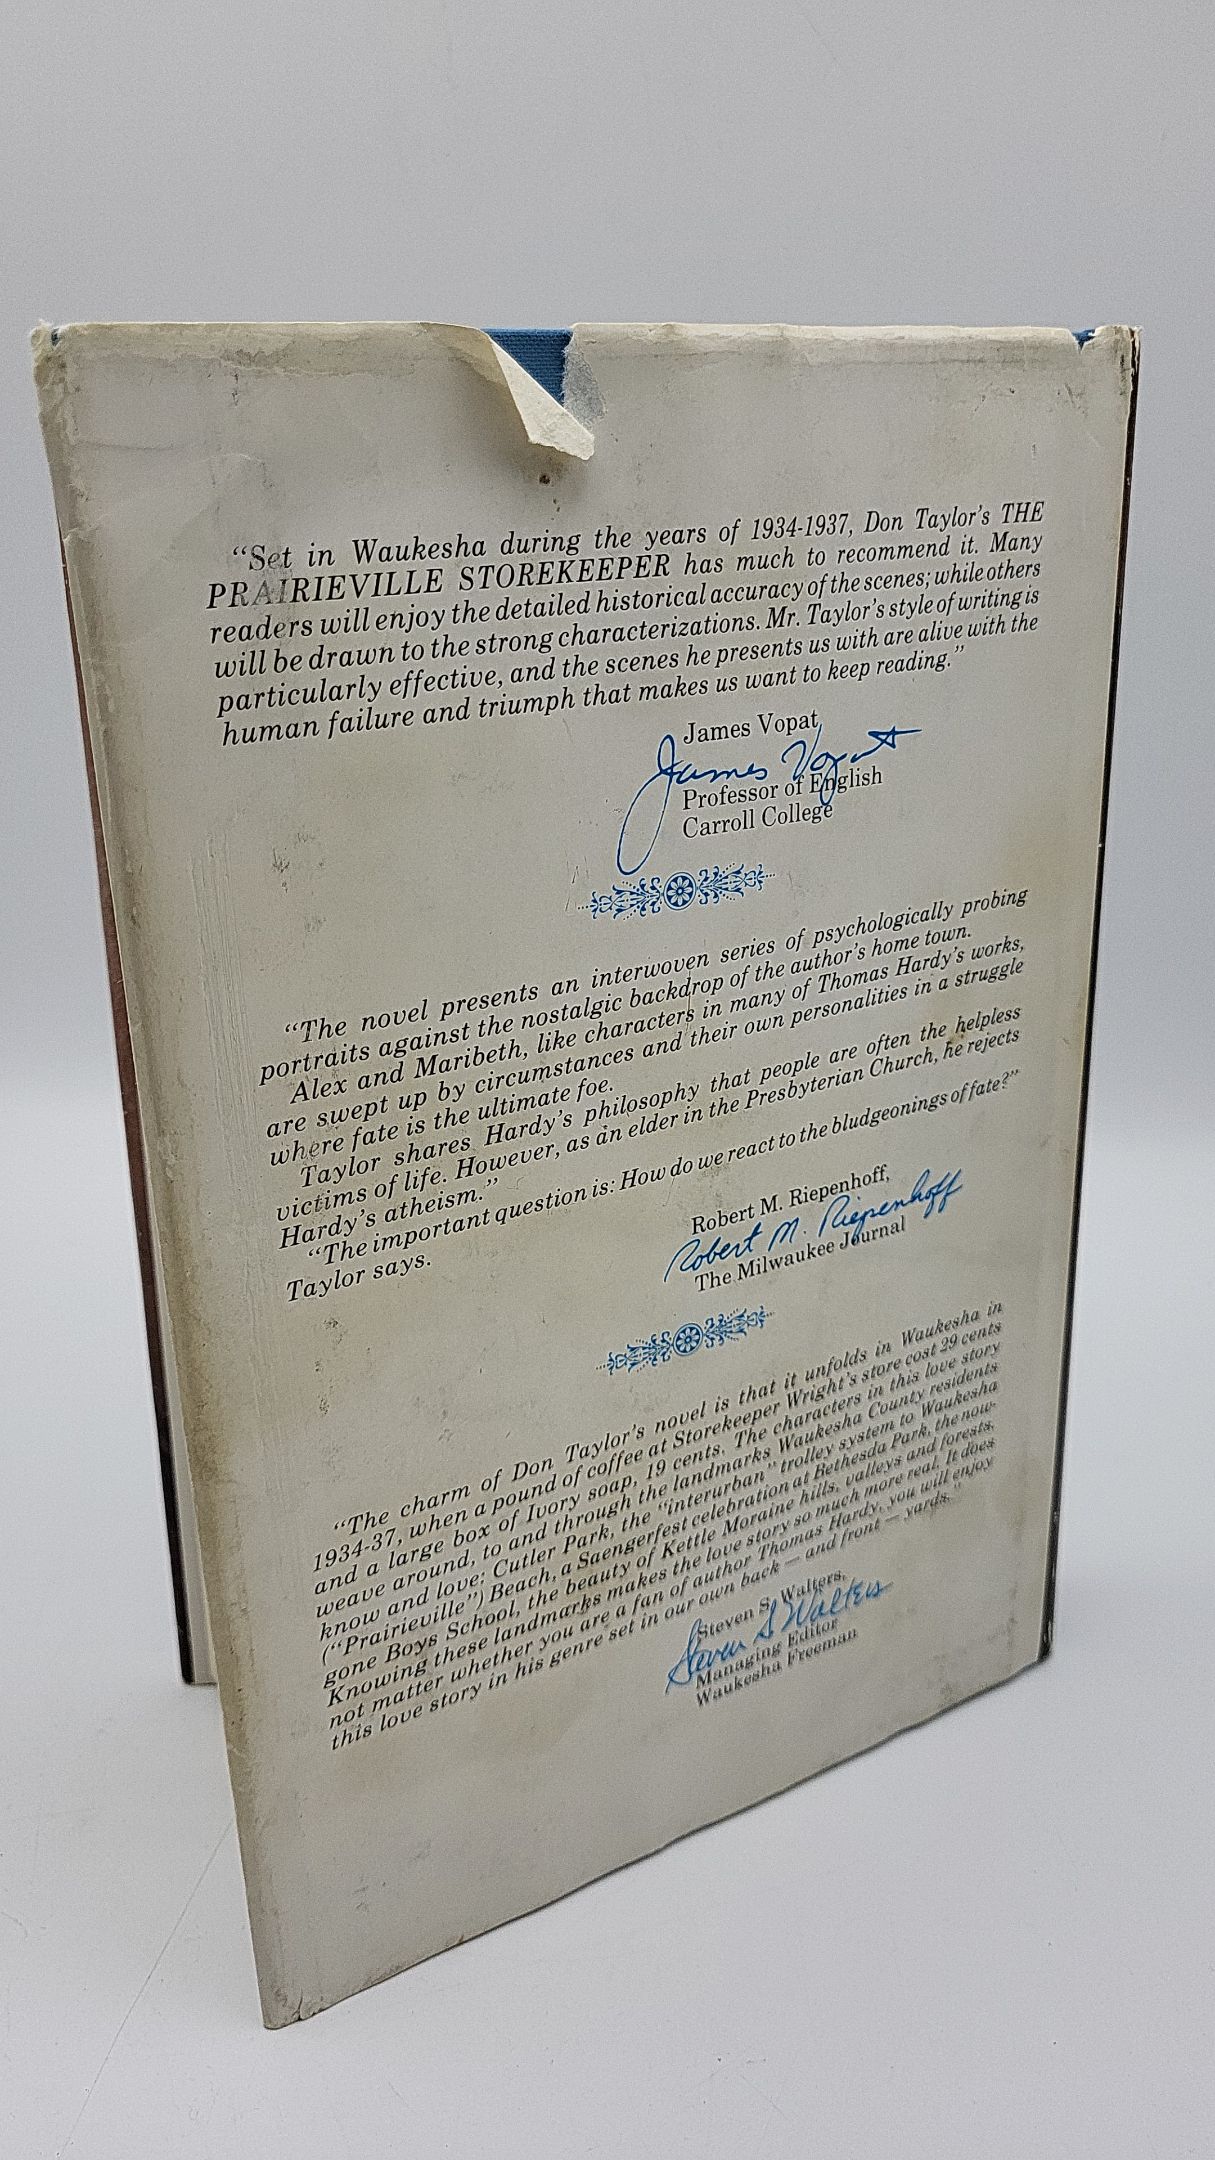 “Set in Waukesha during the years of 1934-1937, Don Taylor's THE
PRAIRIEVILLE STOREKEEPER has much to recommend it. Many
readers will enjoy the detailed historical accuracy of the scenes; while others
will be drawn to the strong characterizations. Mr. Taylor's style of writing is
particularly effective, and the scenes he presents us with are alive with the
human failure and triumph that makes us want to keep reading.”
James Vopat
James Vopat
Professor of English
Carroll College
“The novel presents an interwoven series of psychologically probing
portraits against the nostalgic backdrop of the author's home town.
Alex and Maribeth, like characters in many of Thomas Hardy's works,
are swept up by circumstances and their own personalities in a struggle
where fate is the ultimate foe.
Taylor shares Hardy's philosophy that people are often the helpless
victims of life. However, as an elder in the Presbyterian Church, he rejects
Hardy's atheism.”
“The important question is: How do we react to the bludgeonings of fate?”
Taylor says.
Robert M. Riepenhoff,
Robert M. Riepenhoff
The Milwaukee Journal
“The charm of Don Taylor's novel is that it unfolds in Waukesha in
1934-37, when a pound of coffee at Storekeeper Wright's store cost 29 cents
and a large box of Ivory soap, 19 cents. The characters in this love story
weave around, to and through the landmarks Waukesha County residents
know and love: Cutler Park, the “interurban” trolley system to Waukesha
(“Prairieville”) Beach, a Saengerfest celebration at Bethesda Park, the now-
gone Boys School, the beauty of Kettle Moraine hills, valleys and forests.
Knowing these landmarks makes the love story so much more real. It does
not matter whether you are a fan of author Thomas Hardy, you will enjoy
this love story in his genre set in our own back — and front — yards.”
Steven S. Walters,
Steven S Walters
Managing Editor
Waukesha Freeman